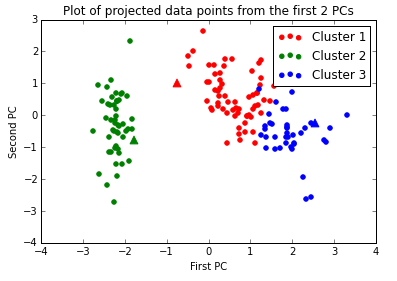 Plot of projected data points from the first 2 PCs
3
2
1
0
−1
−2
−3
−4
Second PC
Cluster 1
Cluster 2
Cluster 3
−4 −3 −2 −1 0 1 2 3 4
First PC